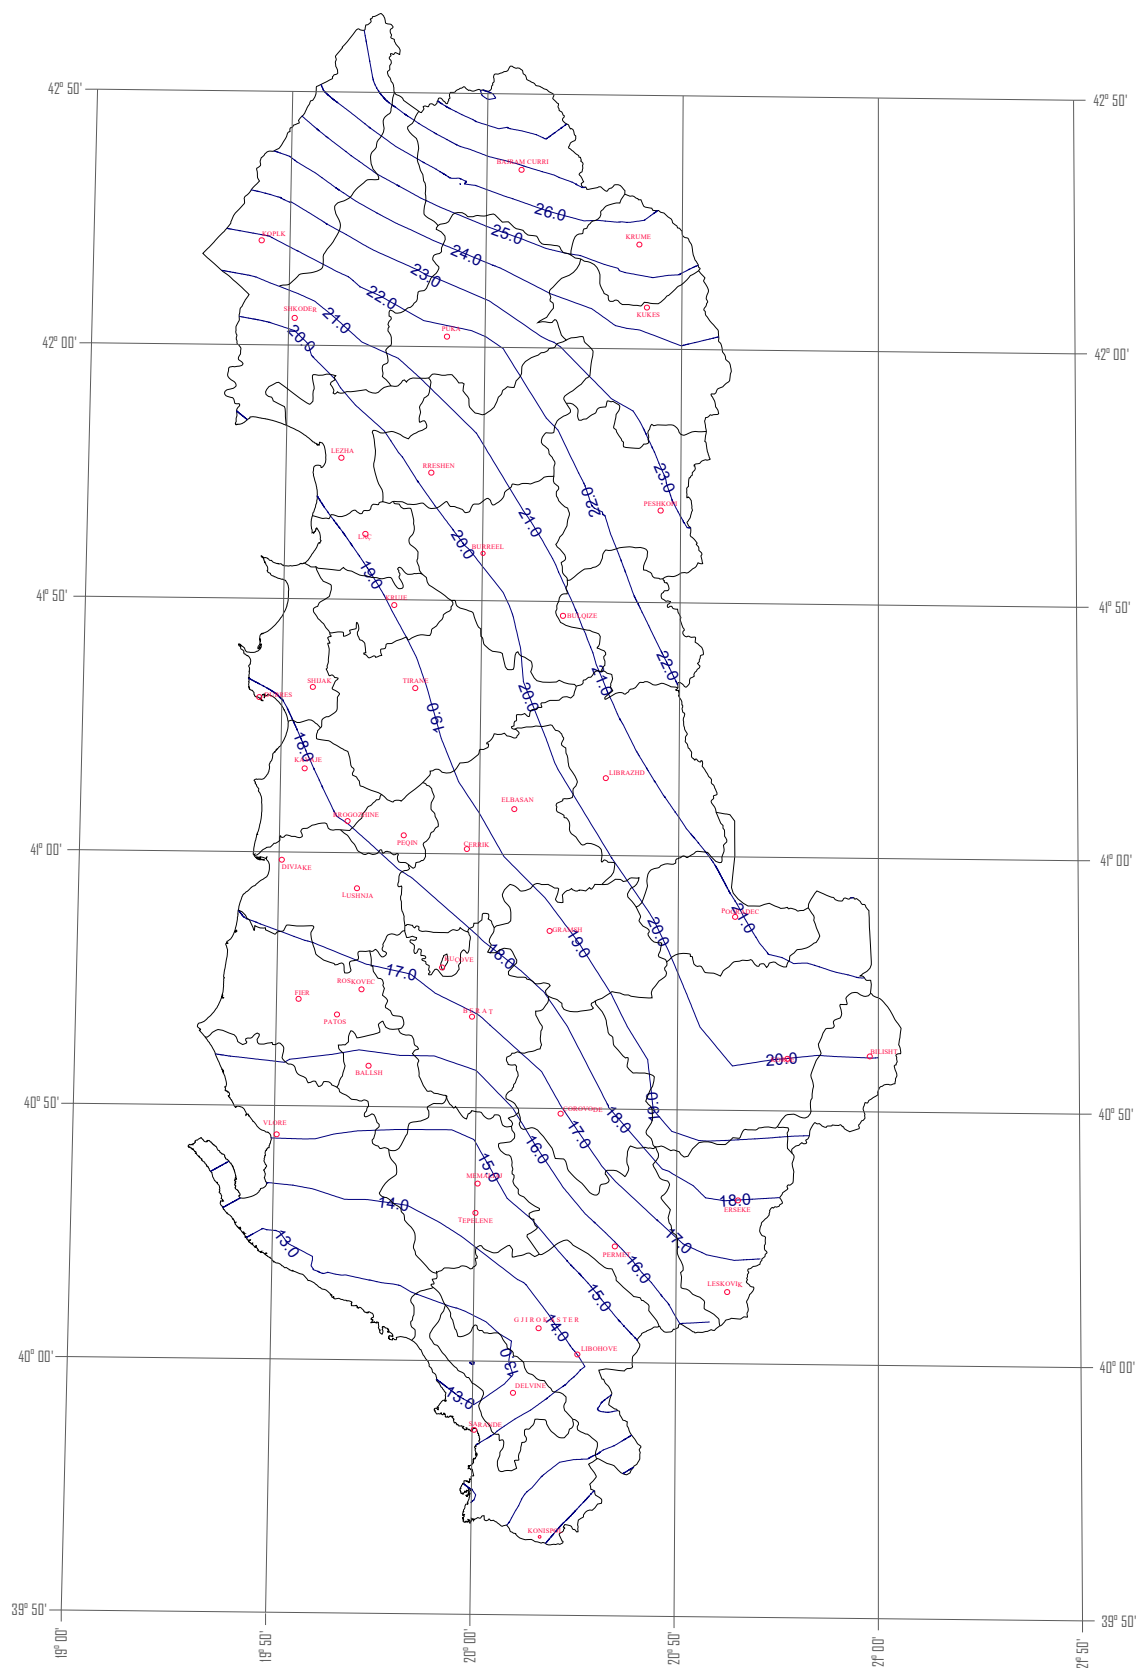 42° 50'
42° 50'
BAJRAM CURRI
26.0
KOPLK
25.0
KRUME
24.0
23.0
22.0
SHKODER
21.0
KUKES
20.0
PUKA
42° 00'
42° 00'
LEZHA
RRESHEN
23.0
22.0
PESHKOPI
21.0
LAÇ
20.0
BURREEL
19.0
41° 50'
KRUJE
41° 50'
BULQIZE
SHIJAK
TIRANE
22.0
21.0
20.0
19.0
18.0
KAVAJE
LIBRAZHD
ELBASAN
RROGOZHINE
PEQIN
CERRIK
41° 00'
41° 00'
DIVJAKE
LUSHNJA
POGRADEC
21.0
GRAMSH
20.0
19.0
18.0
KUÇOVE
17.0
ROSKOVEC
FIER
BERAT
PATOS
20.0
BILISHT
BALLSH
40° 50'
19.0
COROVODE
40° 50'
VLORE
18.0
17.0
16.0
15.0
MEMALIAJ
14.0
18.0
ERSEKE
TEPELENE
13.0
17.0
PERMET
16.0
LESKOVIK
15.0
GJIROKASTER
14.0
LIBOHOVE
40° 00'
13.0
40° 00'
DELVINE
13.0
SARANDE
KONISPOL
39° 50'
39° 50'
19° 00'
19° 50'
20° 00'
20° 50'
21° 00'
21° 50'